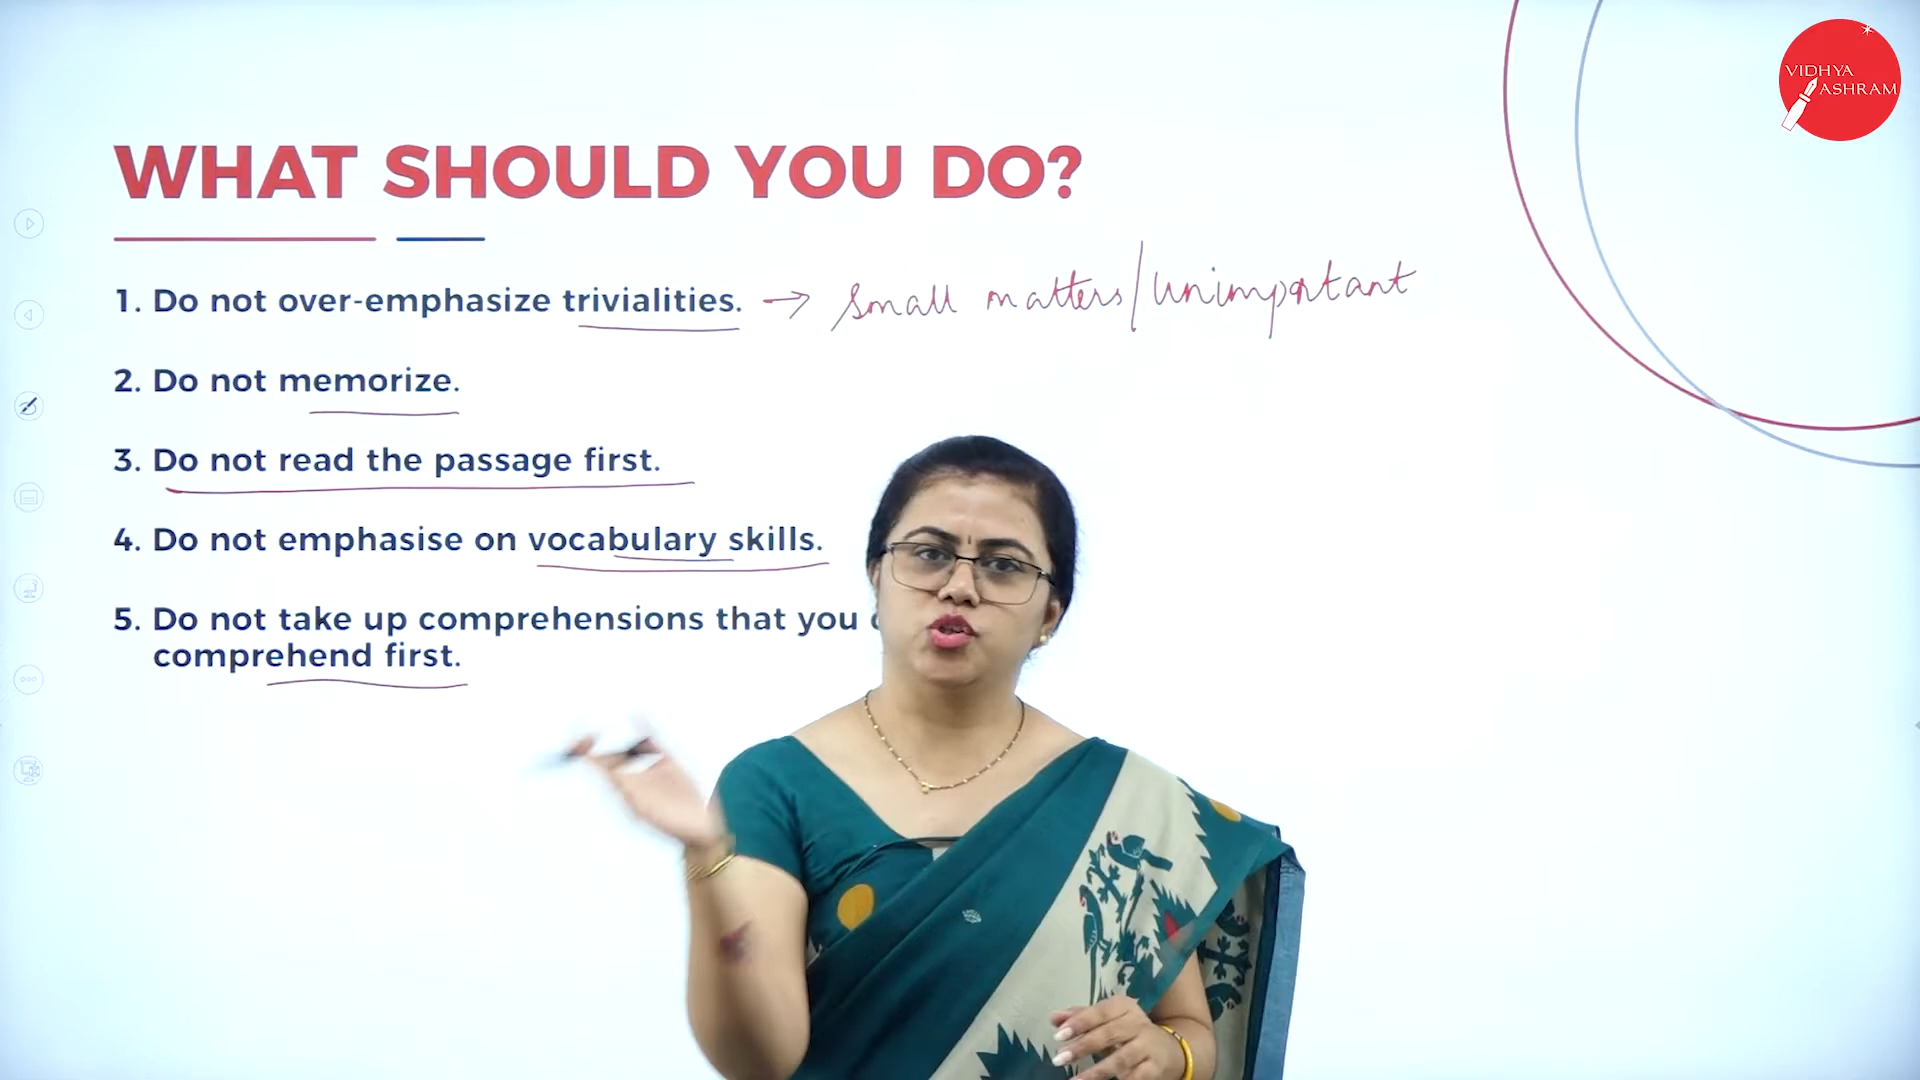 VIDHYA
ASHRAM
WHAT SHOULD YOU DO?
1. Do not over-emphasize trivialities. → small matters/unimportant
2. Do not memorize.
3. Do not read the passage first.
4. Do not emphasise on vocabulary skills.
5. Do not take up comprehensions that you
comprehend first.